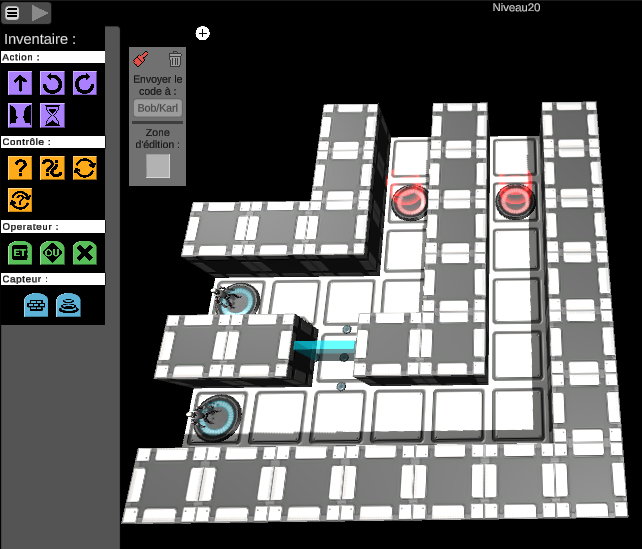 Niveau20
Inventaire :
Action :
Contrôle :
?
?
?
Operateur :
ET
OU
Capteur :
Envoyer le
code à :
Bob/Karl
Zone
d'édition :